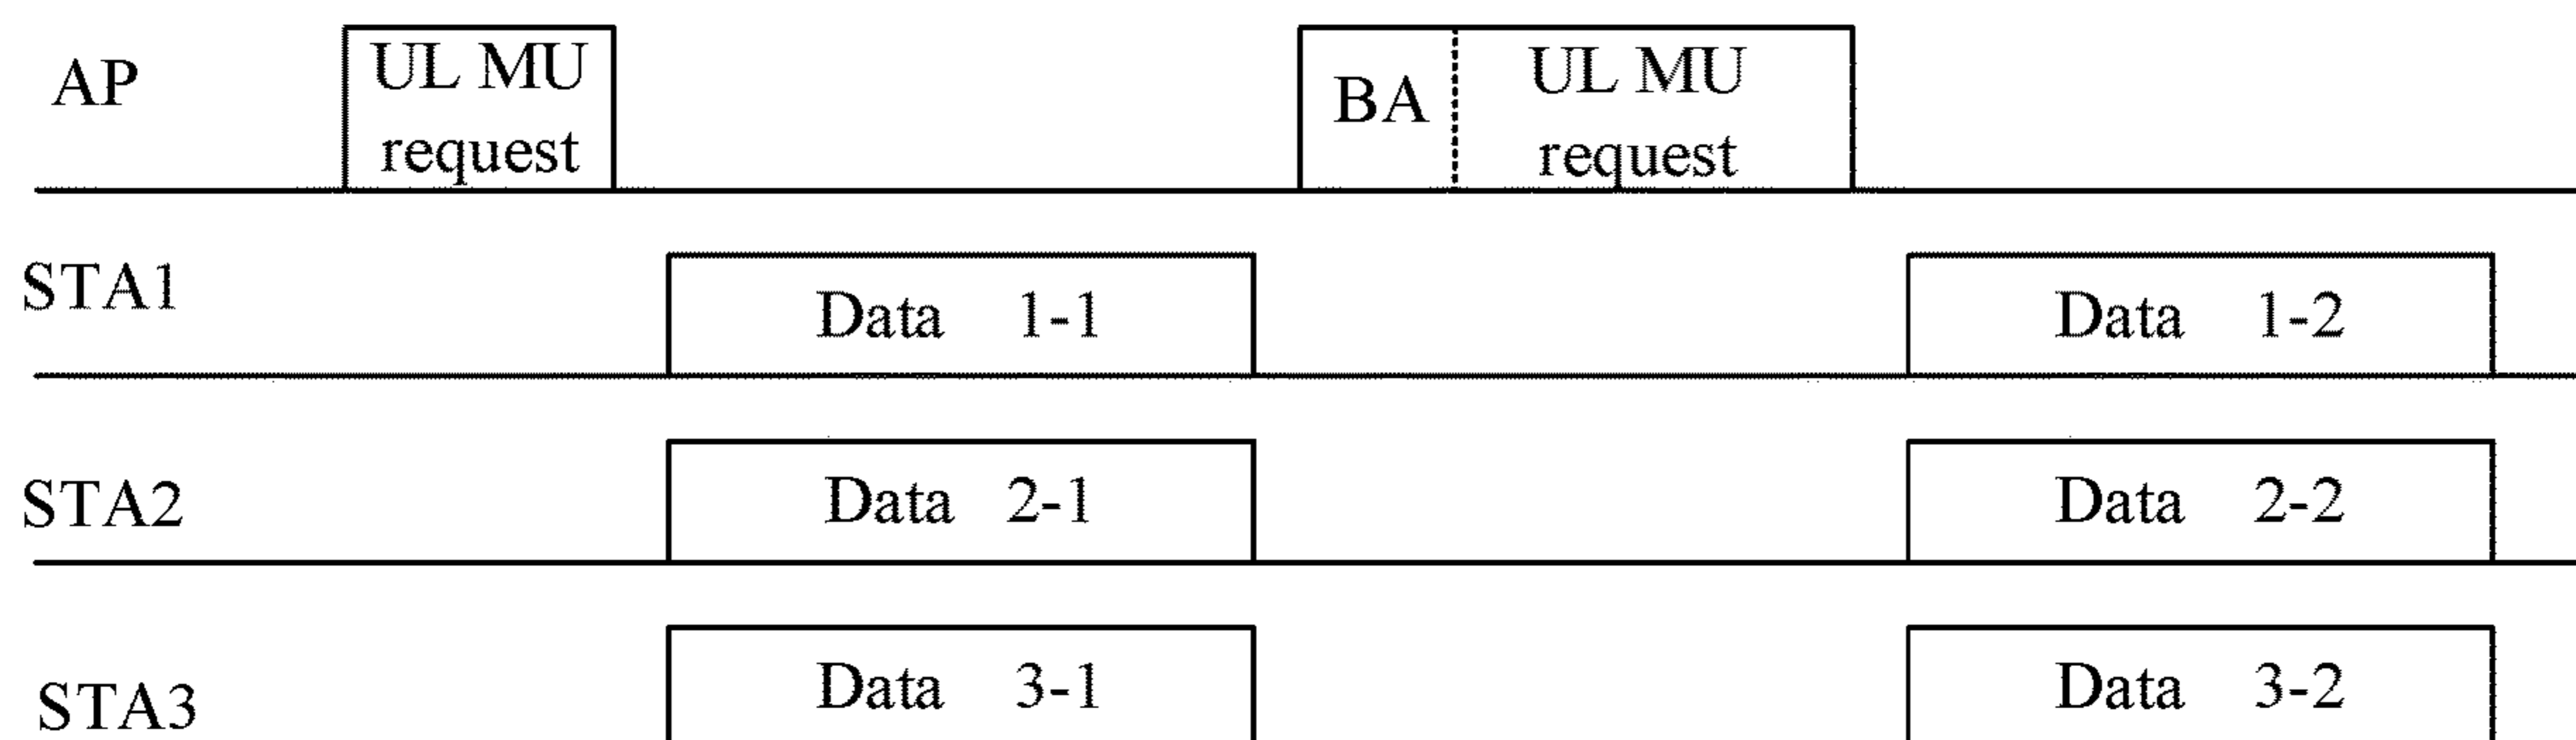 AP
UL MU
request
BA
UL MU
request
STA1
Data 1-1
Data 1-2
STA2
Data 2-1
Data 2-2
STA3
Data 3-1
Data 3-2